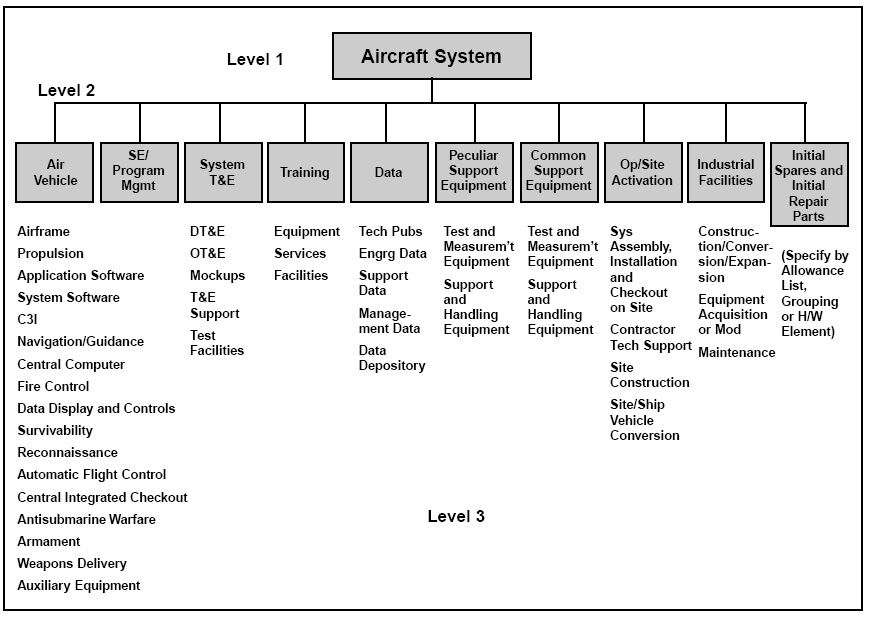 Level 1
Aircraft System
Level 2
Air
Vehicle
SE/
Program
Mgmt
System
T&E
Training
Data
Peculiar
Support
Equipment
Common
Support
Equipment
Op/Site
Activation
Industrial
Facilities
Initial
Spares and
Initial
Repair
Parts
Airframe
Propulsion
Application Software
System Software
C3I
Navigation/Guidance
Central Computer
Fire Control
Data Display and Controls
Survivability
Reconnaissance
Automatic Flight Control
Central Integrated Checkout
Antisubmarine Warfare
Armament
Weapons Delivery
Auxiliary Equipment
DT&E
OT&E
Mockups
T&E
Support
Test
Facilities
Equipment
Services
Facilities
Tech Pubs
Engrg Data
Support
Data
Manage-
ment Data
Data
Depository
Test and
Measurem't
Equipment
Support
and
Handling
Equipment
Test and
Measurem't
Equipment
Support
and
Handling
Equipment
Sys
Assembly,
Installation
and
Checkout
on Site
Contractor
Tech Support
Site
Construction
Site/Ship
Vehicle
Conversion
Construc-
tion/Conver-
sion/Expan-
sion
Equipment
Acquisition
or Mod
Maintenance
(Specify by
Allowance
List,
Grouping
or H/W
Element)
Level 3